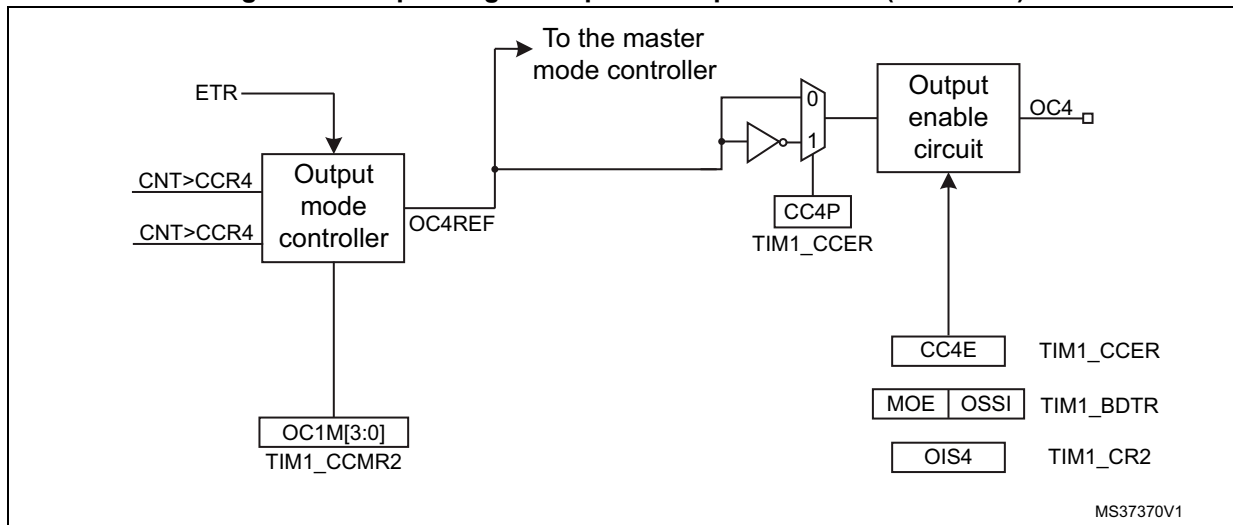 To the master
mode controller
ETR
Output
mode
controller
CNT>CCR4
CNT>CCR4
OC4REF
OC1M[3:0]
TIM1_CCMR2
0
1
CC4P
TIM1_CCER
Output
enable
circuit
OC4
CC4E TIM1_CCER
MOE OSSI TIM1_BDTR
OIS4 TIM1_CR2
MS37370V1